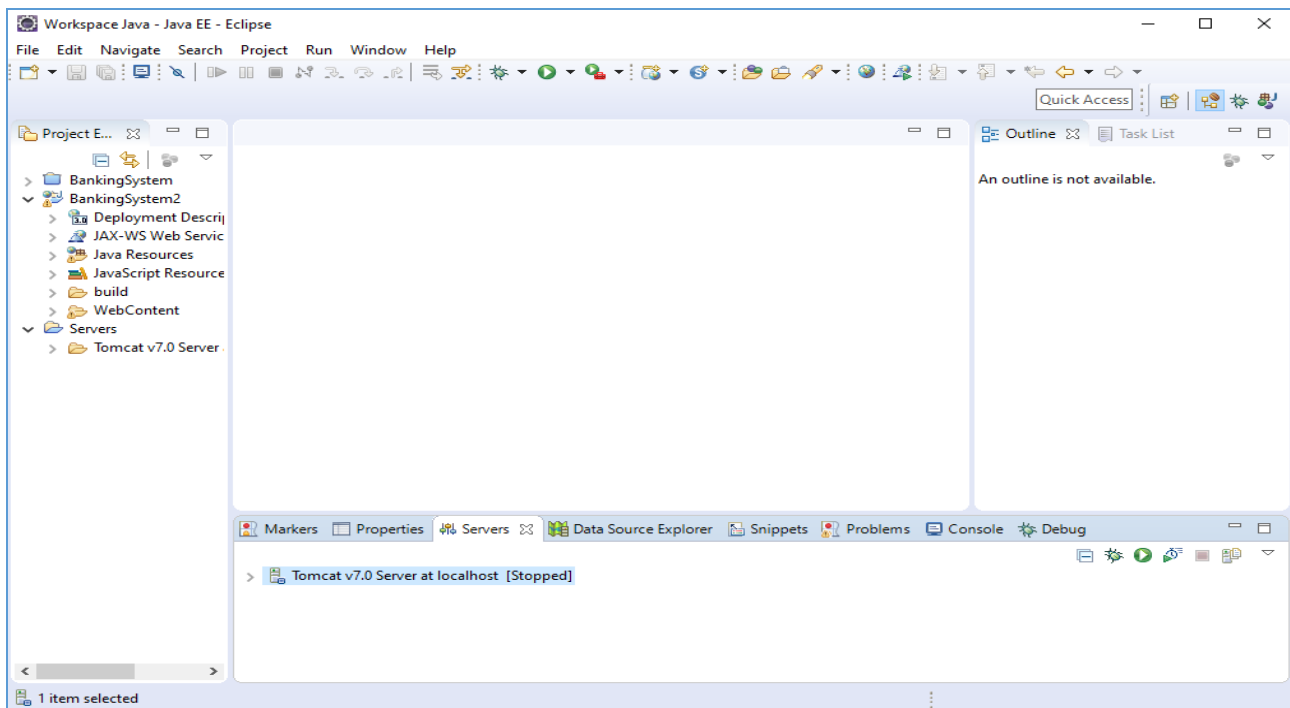 Workspace Java - Java EE - Eclipse
File Edit Navigate Search Project Run Window Help
Quick Access
Project E...
BankingSystem
BankingSystem2
Deployment Descri
JAX-WS Web Servic
Java Resources
JavaScript Resource
build
WebContent
Servers
Tomcat v7.0 Server
Outline Task List
An outline is not available.
Markers Properties Servers Data Source Explorer Snippets Problems Console Debug
Tomcat v7.0 Server at localhost [Stopped]
1 item selected